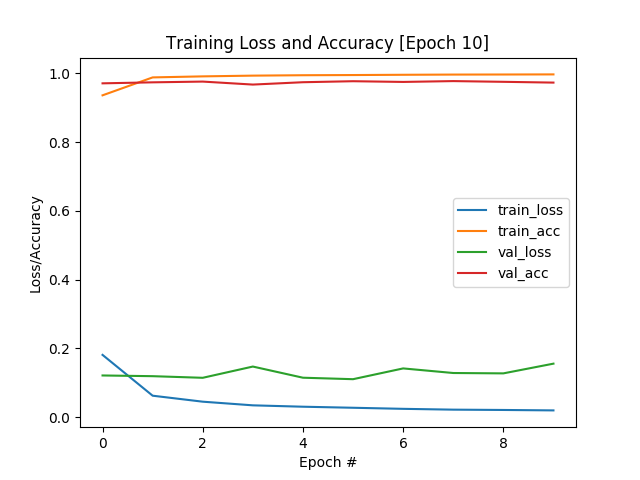 Training Loss and Accuracy [Epoch 10]
1.0
0.8
0.6
0.4
0.2
0.0
Loss/Accuracy
train_loss
train_acc
val_loss
val_acc
0 2 4 6 8
Epoch #